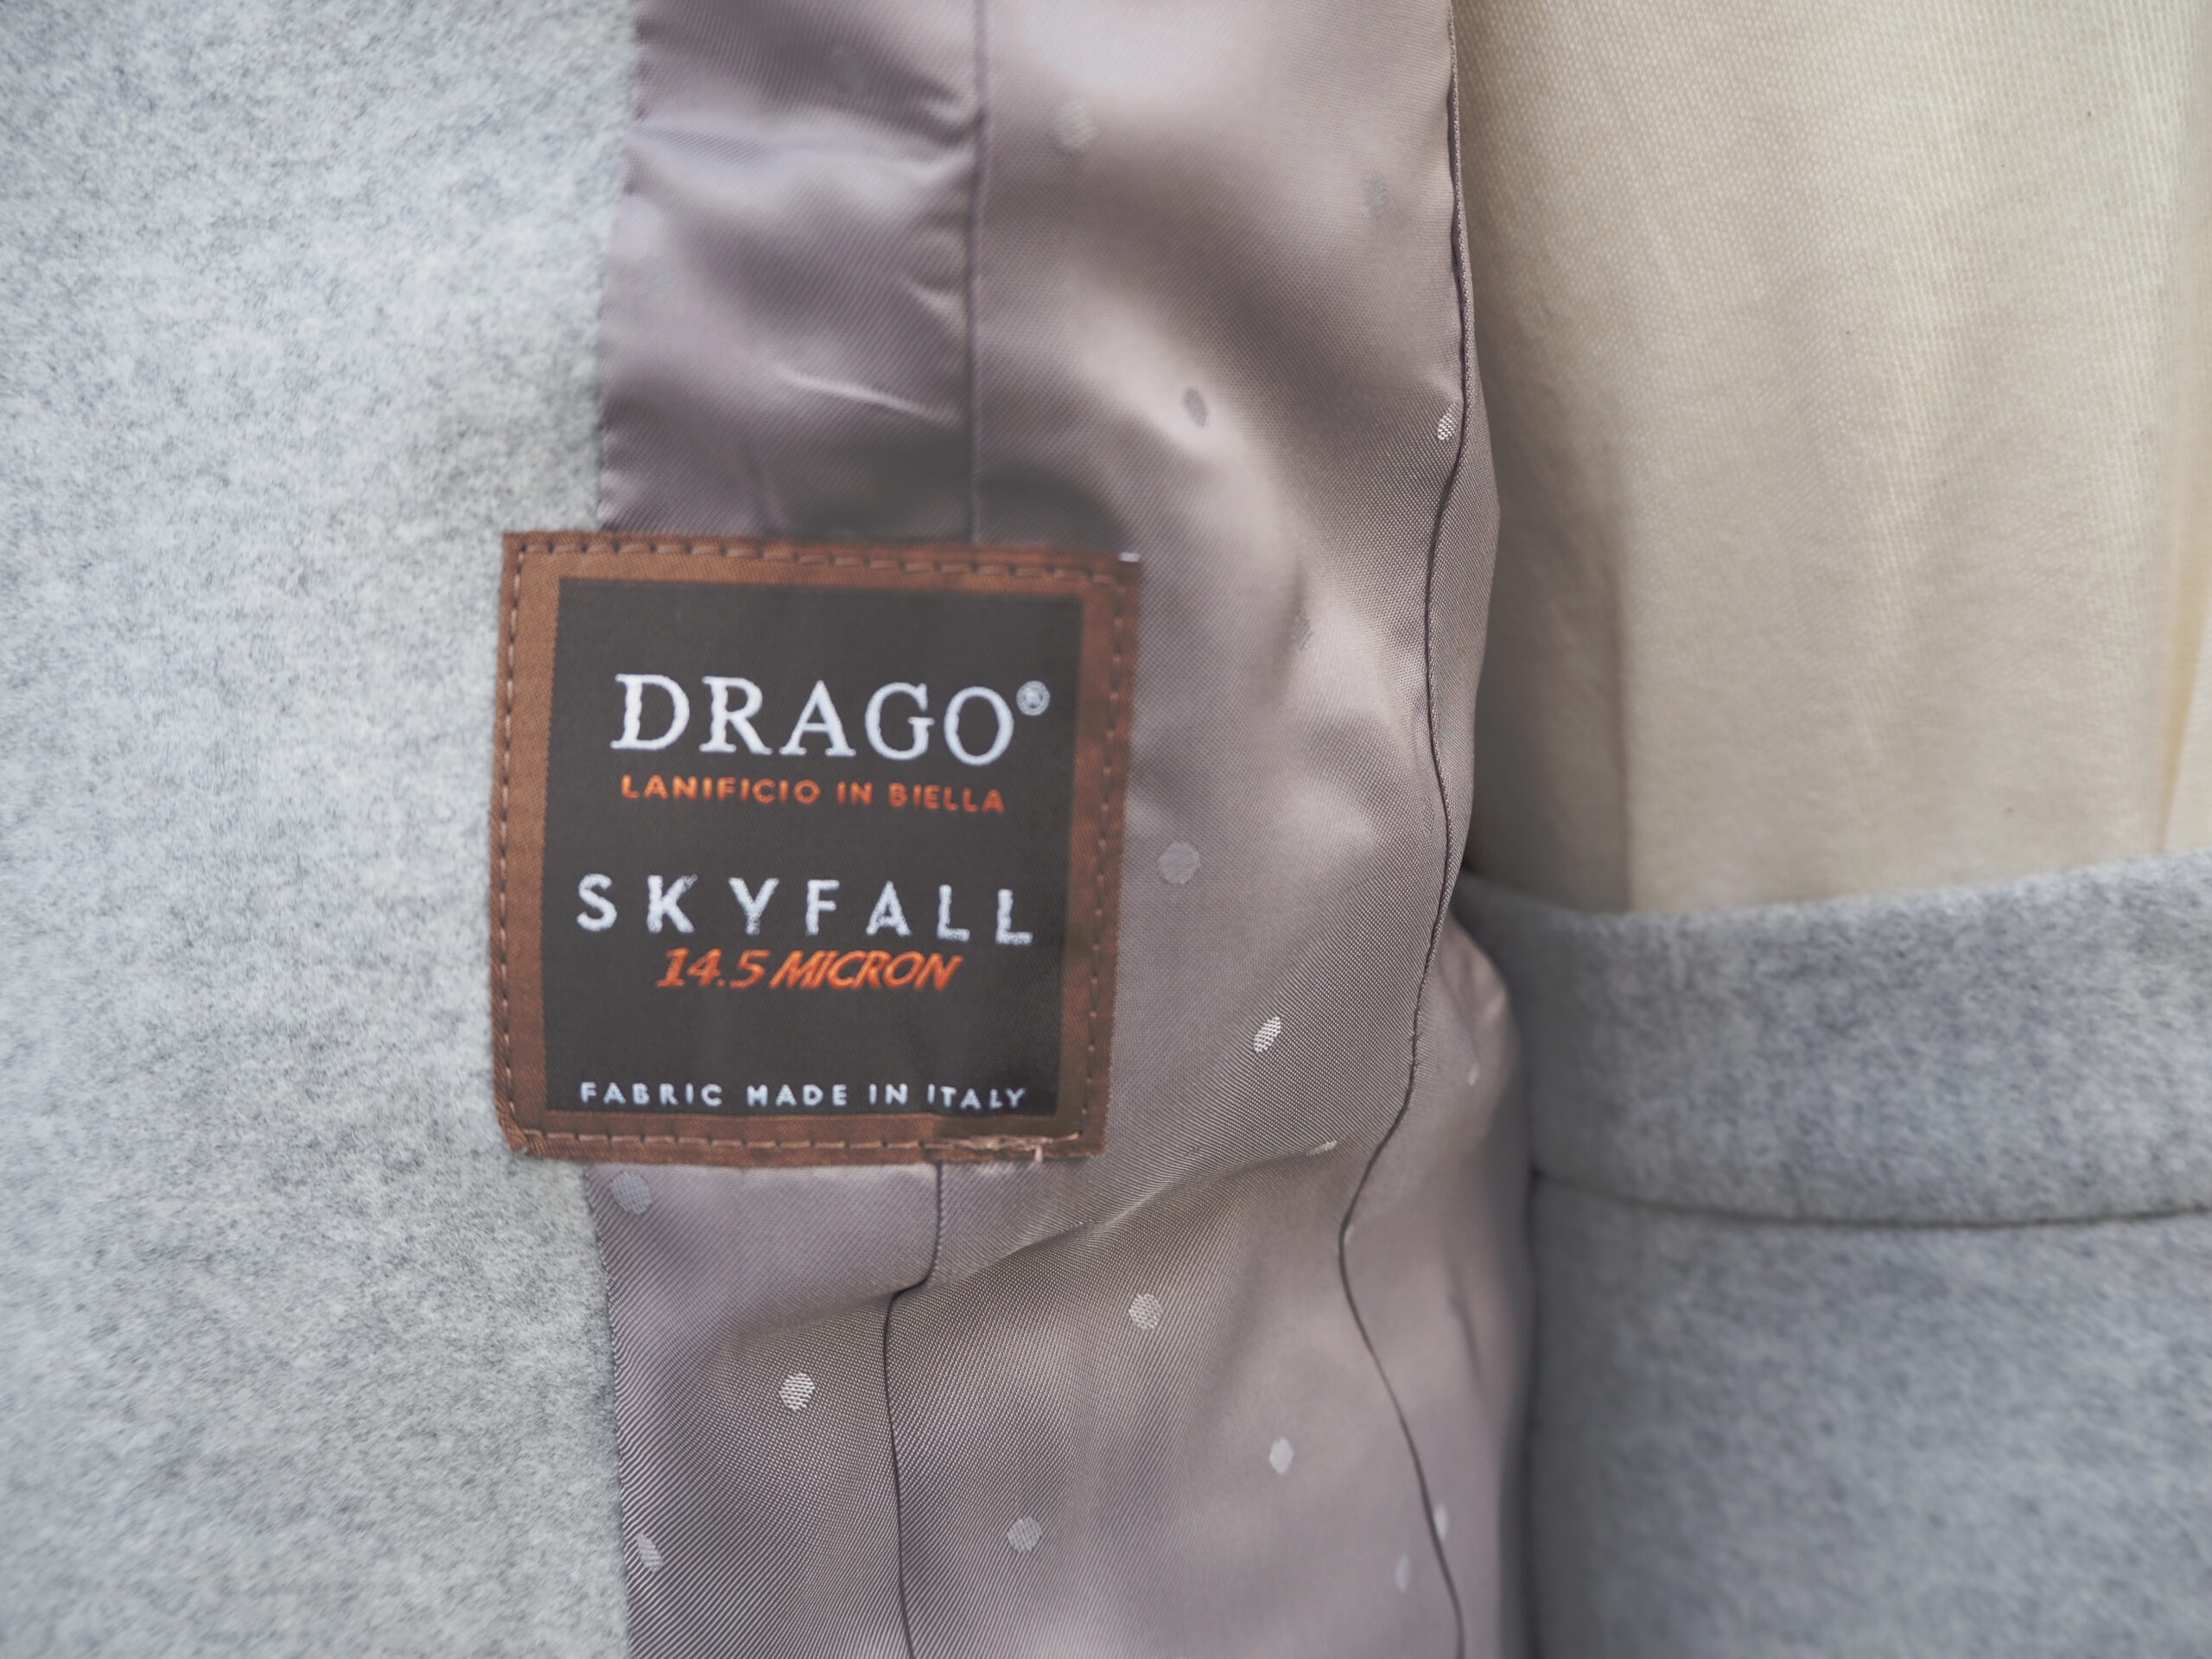 DRAGO®
LANIFICIO IN BIELLA
SKYFALL
14.5 MICRON
FABRIC MADE IN ITALY